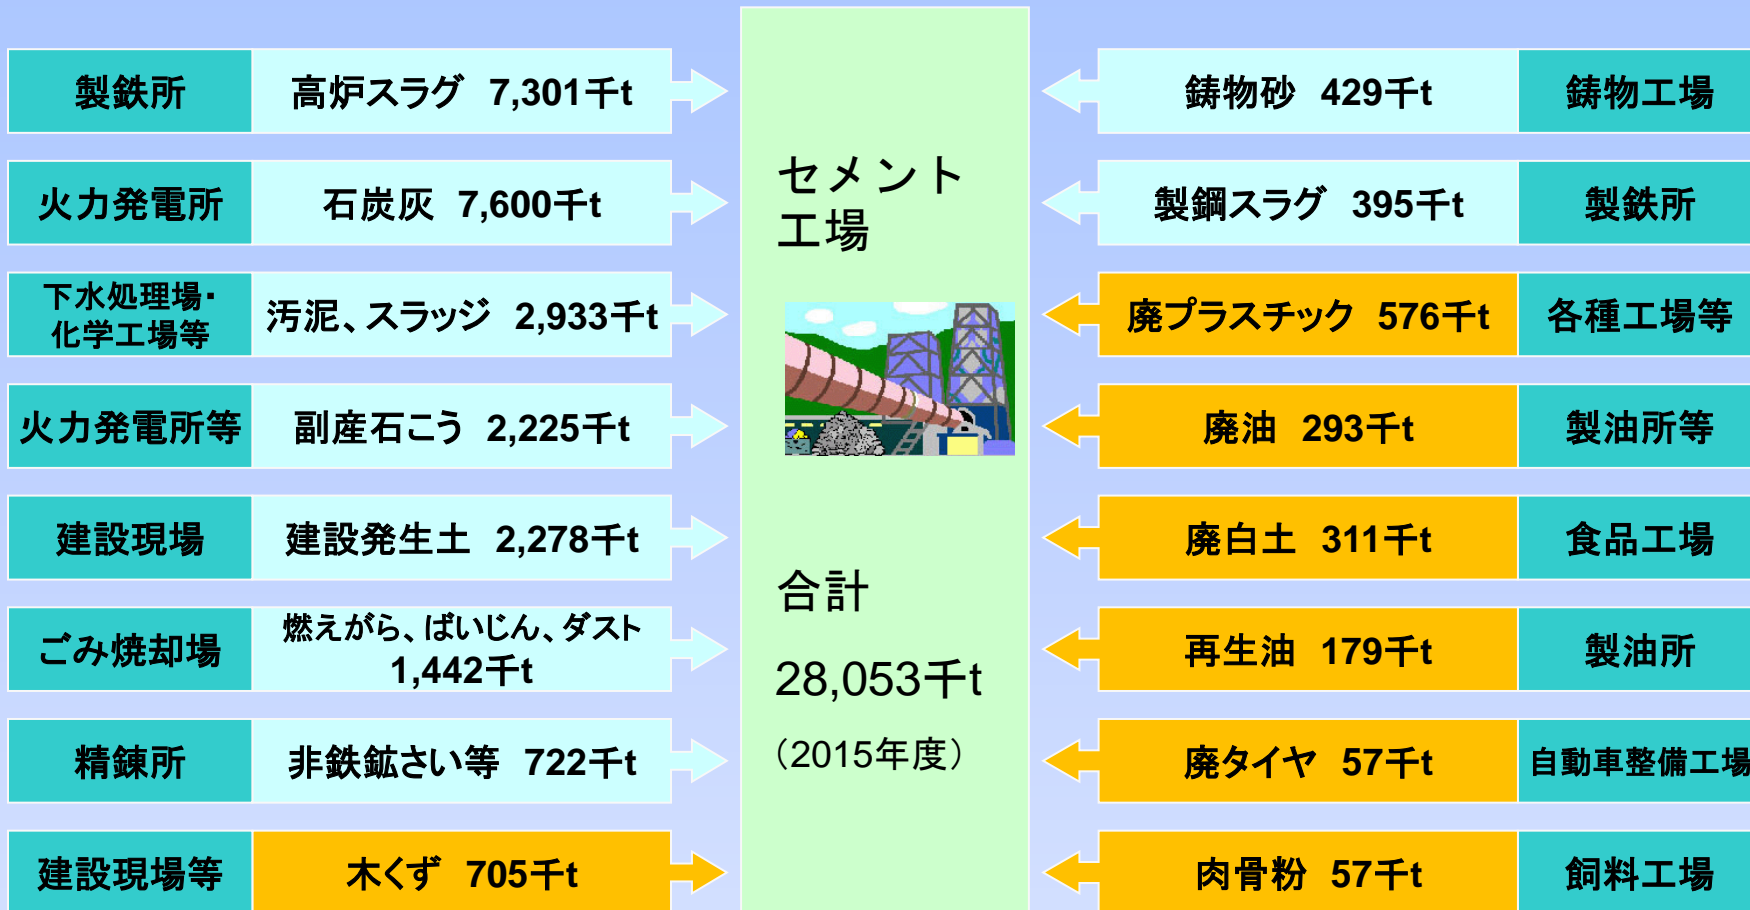 製鉄所 高炉スラグ 7,301千t
火力発電所 石炭灰 7,600千t
下水処理場・
化学工場等
汚泥、スラッジ 2,933千t
火力発電所等 副産石こう 2,225千t
建設現場 建設発生土 2,278千t
ごみ焼却場
燃えがら、ばいじん、ダスト
1,442千t
精錬所 非鉄鉱さい等 722千t
建設現場等 木くず 705千t
セメント
工場
合計
28,053千t
（2015年度）
鋳物砂 429千t 鋳物工場
製鋼スラグ 395千t 製鉄所
廃プラスチック 576千t 各種工場等
廃油 293千t 製油所等
廃白土 311千t 食品工場
再生油 179千t 製油所
廃タイヤ 57千t 自動車整備工場
肉骨粉 57千t 飼料工場